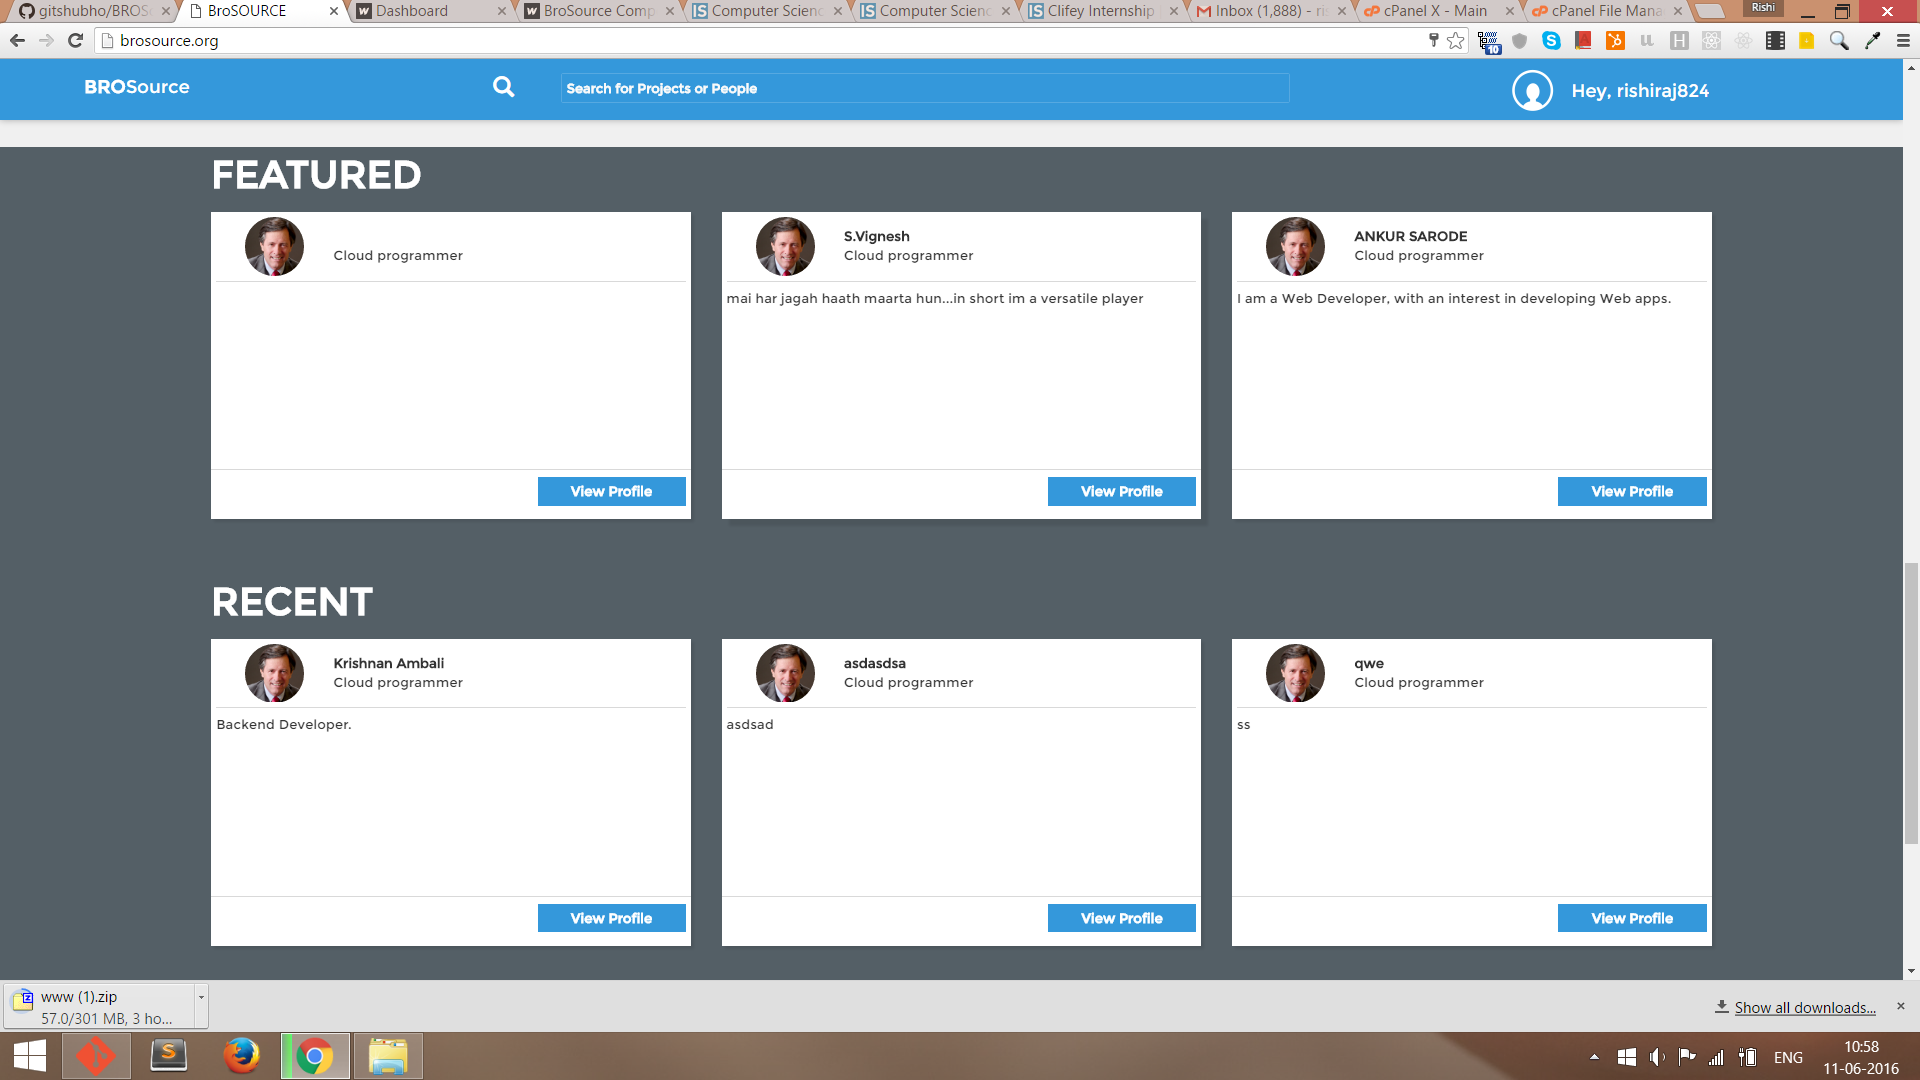 gitshubho/BROS
BroSOURCE
Dashboard
BroSource Comp
Computer Scienc
Computer Scienc
Clifey Internship
Inbox (1,888) - ri
cPanel X - Main
cPanel File Mana
Rishi
brosource.org
10
BROSource
Search for Projects or People
Hey, rishiraj824
FEATURED
Cloud programmer
View Profile
S.Vignesh
Cloud programmer
mai har jagah haath maarta hun...in short im a versatile player
View Profile
ANKUR SARODE
Cloud programmer
I am a Web Developer, with an interest in developing Web apps.
View Profile
RECENT
Krishnan Ambali
Cloud programmer
Backend Developer.
View Profile
asdasdsa
Cloud programmer
asdsad
View Profile
qwe
Cloud programmer
ss
View Profile
www (1).zip
57.0/301 MB, 3 ho...
Show all downloads...
ENG
10:58
11-06-2016